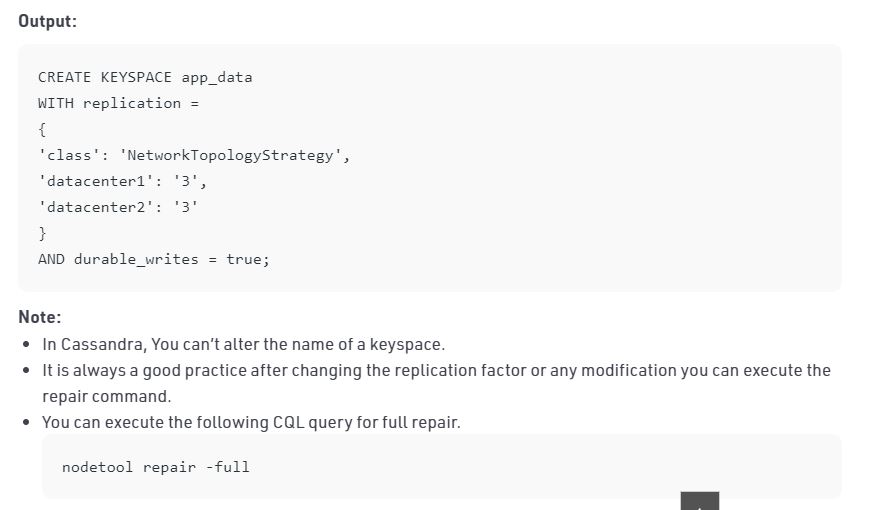 Output:
CREATE KEYSPACE app_data
WITH replication =
{
'class': 'NetworkTopologyStrategy',
'datacenter1': '3',
'datacenter2': '3'
}
AND durable_writes = true;
Note:
• In Cassandra, You can’t alter the name of a keyspace.
• It is always a good practice after changing the replication factor or any modification you can execute the
repair command.
• You can execute the following CQL query for full repair.
nodetool repair -full